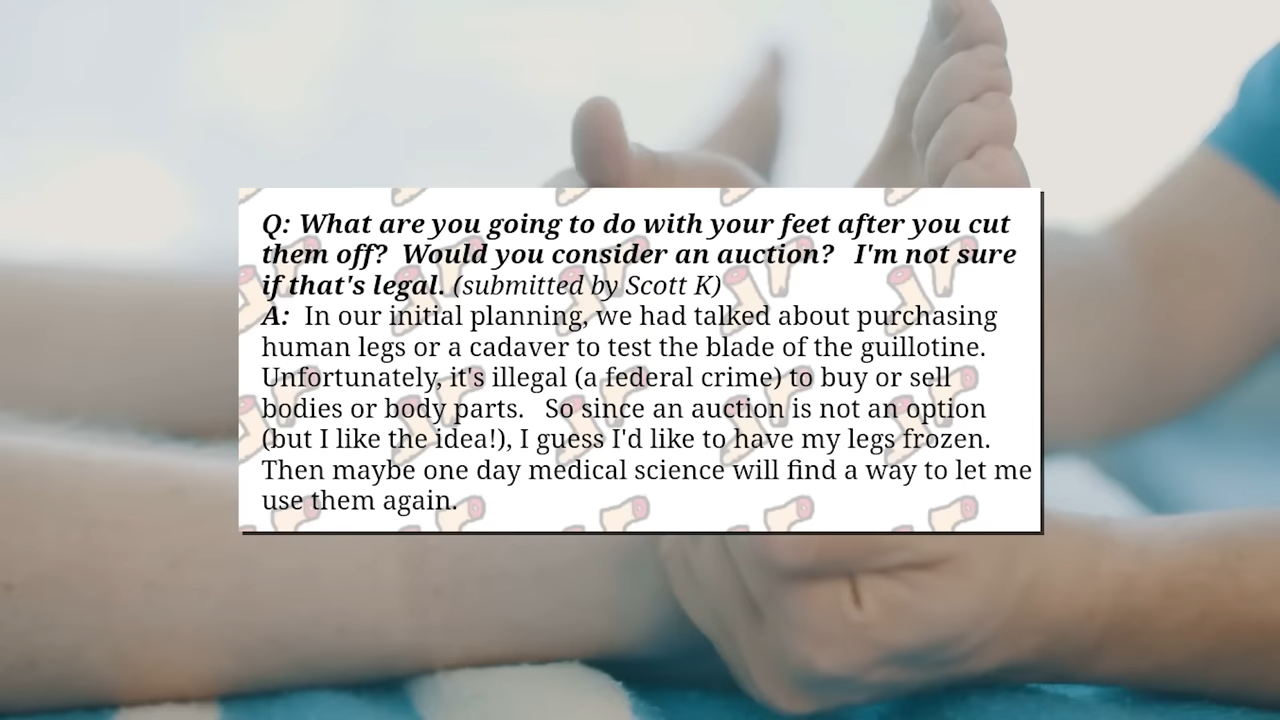 Q: What are you going to do with your feet after you cut
them off?  Would you consider an auction?   I'm not sure
if that's legal. (submitted by Scott K)
A:  In our initial planning, we had talked about purchasing
human legs or a cadaver to test the blade of the guillotine.
Unfortunately, it's illegal (a federal crime) to buy or sell
bodies or body parts.   So since an auction is not an option
(but I like the idea!), I guess I'd like to have my legs frozen.
Then maybe one day medical science will find a way to let me
use them again.